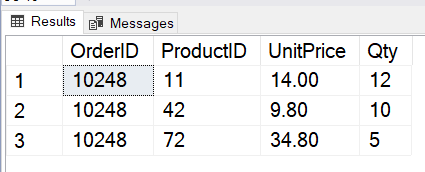 Results Messages
OrderID ProductID UnitPrice Qty
1 10248 11 14.00 12
2 10248 42 9.80 10
3 10248 72 34.80 5